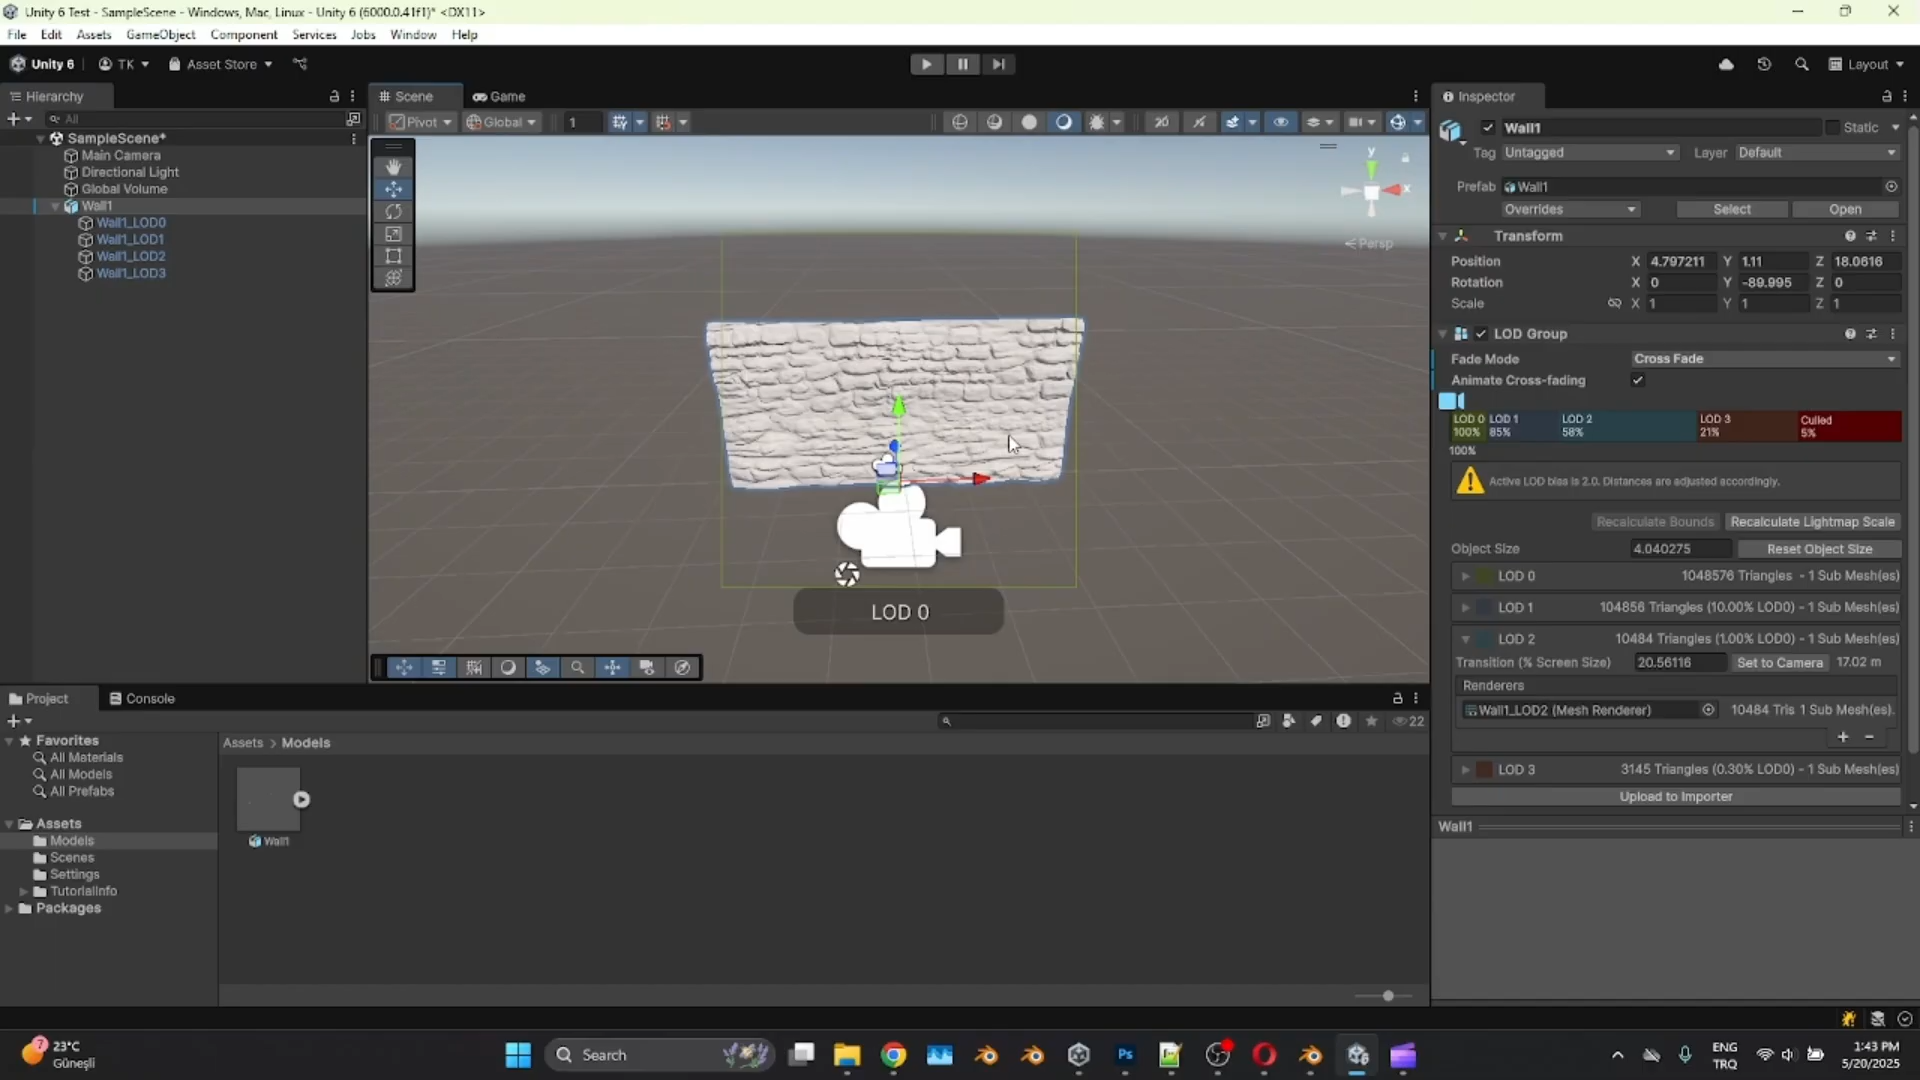 Unity 6 Test - SampleScene - Windows, Mac, Linux - Unity 6 (6000.0.41f1)* <DX11>
File Edit Assets GameObject Component Services Jobs Window Help
Unity 6 TK Asset Store Layout
Hierarchy
All
SampleScene*
Main Camera
Directional Light
Global Volume
Wall1
Wall1_LOD0
Wall1_LOD1
Wall1_LOD2
Wall1_LOD3
Scene Game
Pivot Global 1
y
x
Persp
LOD 0
Inspector
Wall1 Static
Tag Untagged Layer Default
Prefab Wall1
Overrides Select Open
Transform
Position X 4.797211 Y 1.11 Z 18.0616
Rotation X 0 Y -89.995 Z 0
Scale X 1 Y 1 Z 1
LOD Group
Fade Mode Cross Fade
Animate Cross-fading
LOD 0 LOD 1 LOD 2 LOD 3 Culled
100% 85% 58% 21% 5%
100%
Active LOD bias is 2.0. Distances are adjusted accordingly.
Recalculate Bounds Recalculate Lightmap Scale
Object Size 4.040275 Reset Object Size
LOD 0 1048576 Triangles - 1 Sub Mesh(es)
LOD 1 104856 Triangles (10.00% LOD0) - 1 Sub Mesh(es)
LOD 2 10484 Triangles (1.00% LOD0) - 1 Sub Mesh(es)
Transition (% Screen Size) 20.56116 Set to Camera 17.02 m
Renderers
Wall1_LOD2 (Mesh Renderer) 10484 Tris 1 Sub Mesh(es).
LOD 3 3145 Triangles (0.30% LOD0) - 1 Sub Mesh(es)
Upload to Importer
Wall1
Project Console
22
Favorites
All Materials
All Models
All Prefabs
Assets
Models
Scenes
Settings
TutorialInfo
Packages
Assets > Models
Wall1
7
23°C
Güneşli
Search
Ps
ENG
TRQ
1:43 PM
5/20/2025